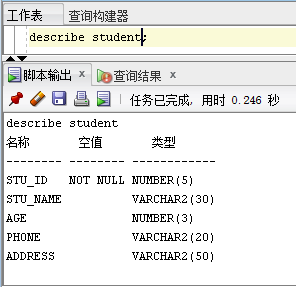 工作表 查询构建器
describe student;
脚本输出 × 查询结果 ×
任务已完成, 用时 0.246 秒
describe student
名称 空值 类型
-------- -------- ------------
STU_ID NOT NULL NUMBER(5)
STU_NAME VARCHAR2(30)
AGE NUMBER(3)
PHONE VARCHAR2(20)
ADDRESS VARCHAR2(50)